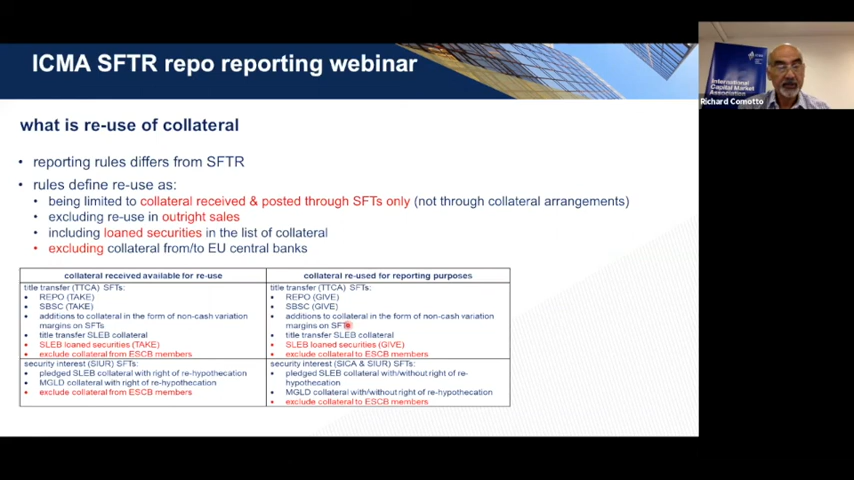 ICMA SFTR repo reporting webinar
what is re-use of collateral
• reporting rules differs from SFTR
• rules define re-use as:
• being limited to collateral received & posted through SFTs only (not through collateral arrangements)
• excluding re-use in outright sales
• including loaned securities in the list of collateral
• excluding collateral from/to EU central banks
collateral received available for re-use
title transfer (TTCA) SFTs:
• REPO (TAKE)
• SBSC (TAKE)
• additions to collateral in the form of non-cash variation
margins on SFTs
• title transfer SLEB collateral
• SLEB loaned securities (TAKE)
• exclude collateral from ESCB members
security interest (SIUR) SFTs:
• pledged SLEB collateral with right of re-hypothecation
• MGLD collateral with right of re-hypothecation
• exclude collateral from ESCB members
collateral re-used for reporting purposes
title transfer (TTCA) SFTs:
• REPO (GIVE)
• SBSC (GIVE)
• additions to collateral in the form of non-cash variation
margins on SFTs
• title transfer SLEB collateral
• SLEB loaned securities (GIVE)
• exclude collateral to ESCB members
security interest (SICA & SIUR) SFTs:
• pledged SLEB collateral with/without right of re-
hypothecation
• MGLD collateral with/without right of re-hypothecation
• exclude collateral to ESCB members
International
Capital Market
Association
Richard Comotto